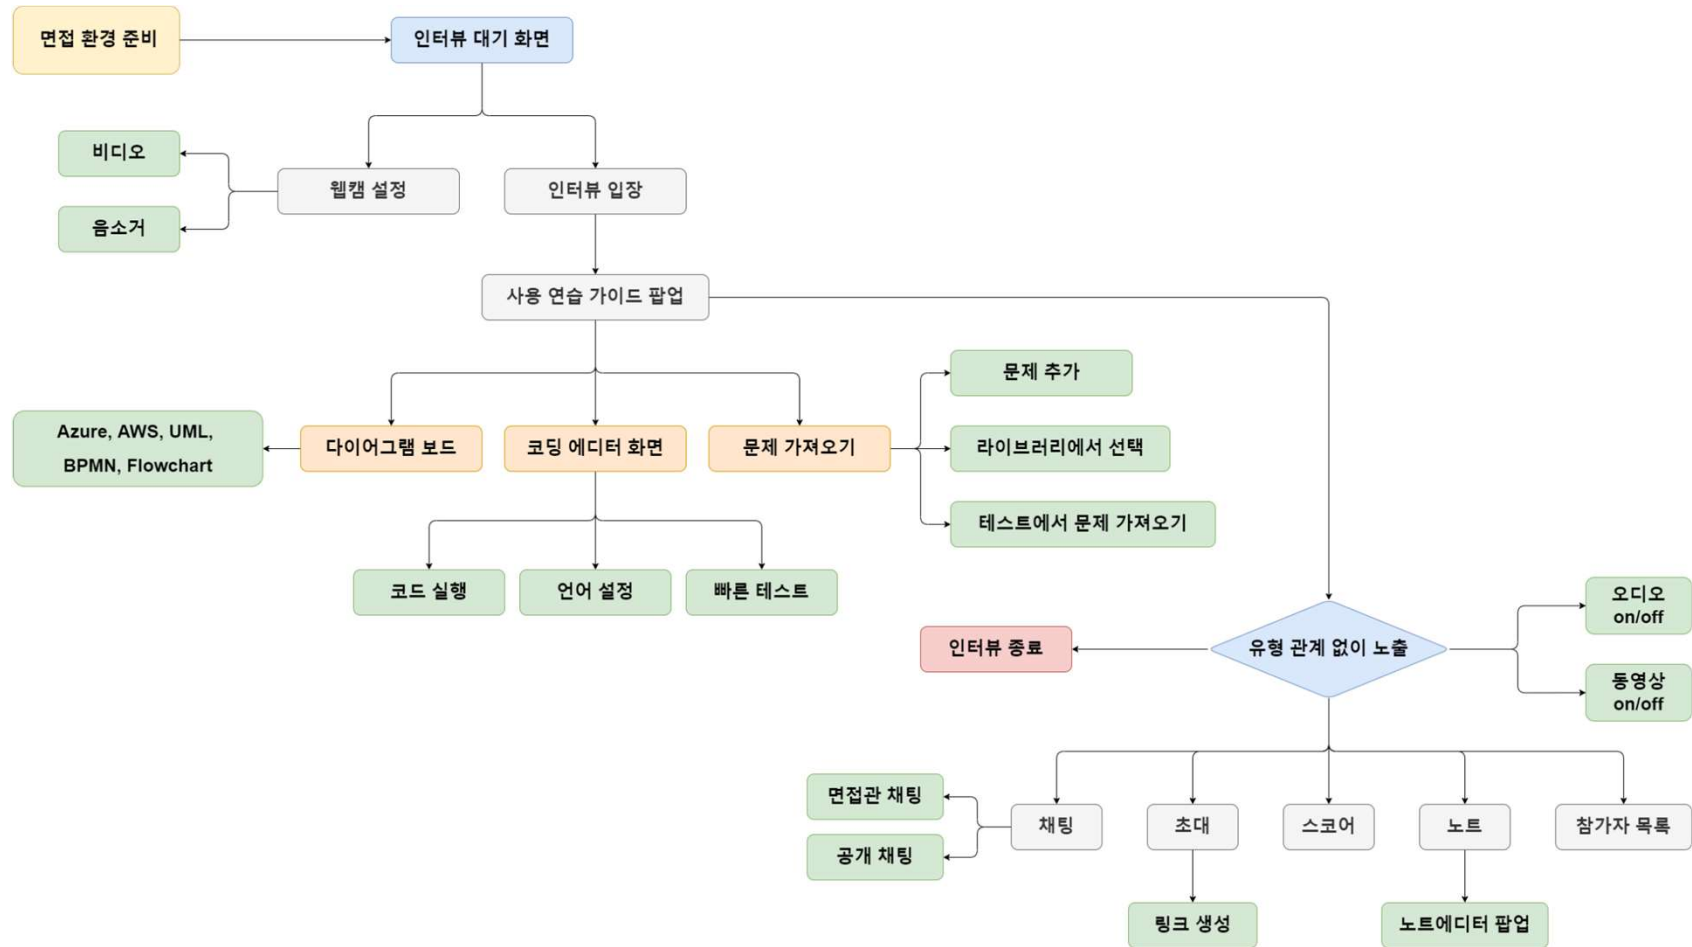 면접 환경 준비
인터뷰 대기 화면
비디오
음소거
웹캠 설정
인터뷰 입장
사용 연습 가이드 팝업
문제 추가
Azure, AWS, UML,
BPMN, Flowchart
다이어그램 보드
코딩 에디터 화면
문제 가져오기
라이브러리에서 선택
테스트에서 문제 가져오기
코드 실행
언어 설정
빠른 테스트
인터뷰 종료
유형 관계 없이 노출
오디오
on/off
동영상
on/off
면접관 채팅
공개 채팅
채팅
초대
스코어
노트
참가자 목록
링크 생성
노트에디터 팝업